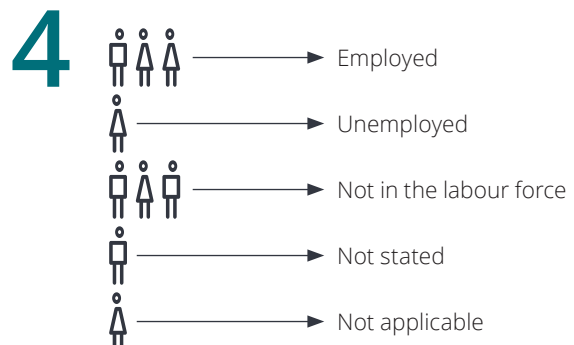 4
Employed
Unemployed
Not in the labour force
Not stated
Not applicable